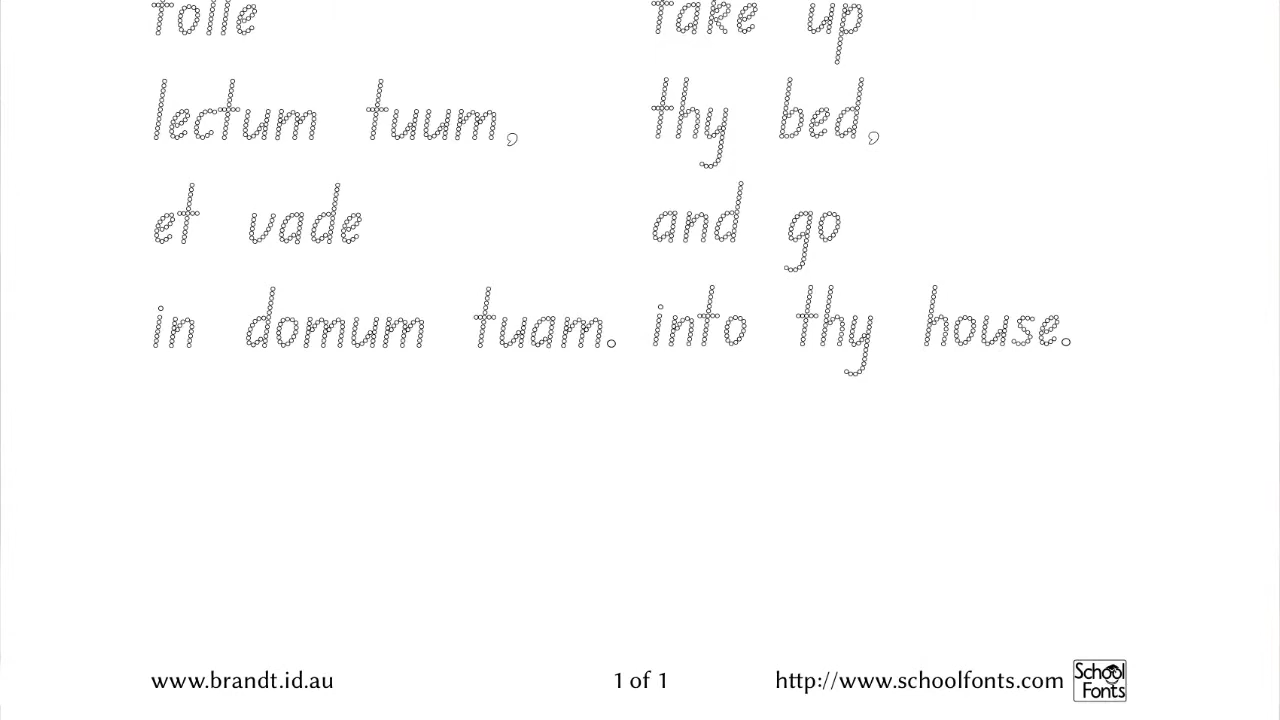 tolle take up
lectum tuum, thy bed,
et vade and go
in domum tuam. into thy house.
www.brandt.id.au 1 of 1 http://www.schoolfonts.com School Fonts